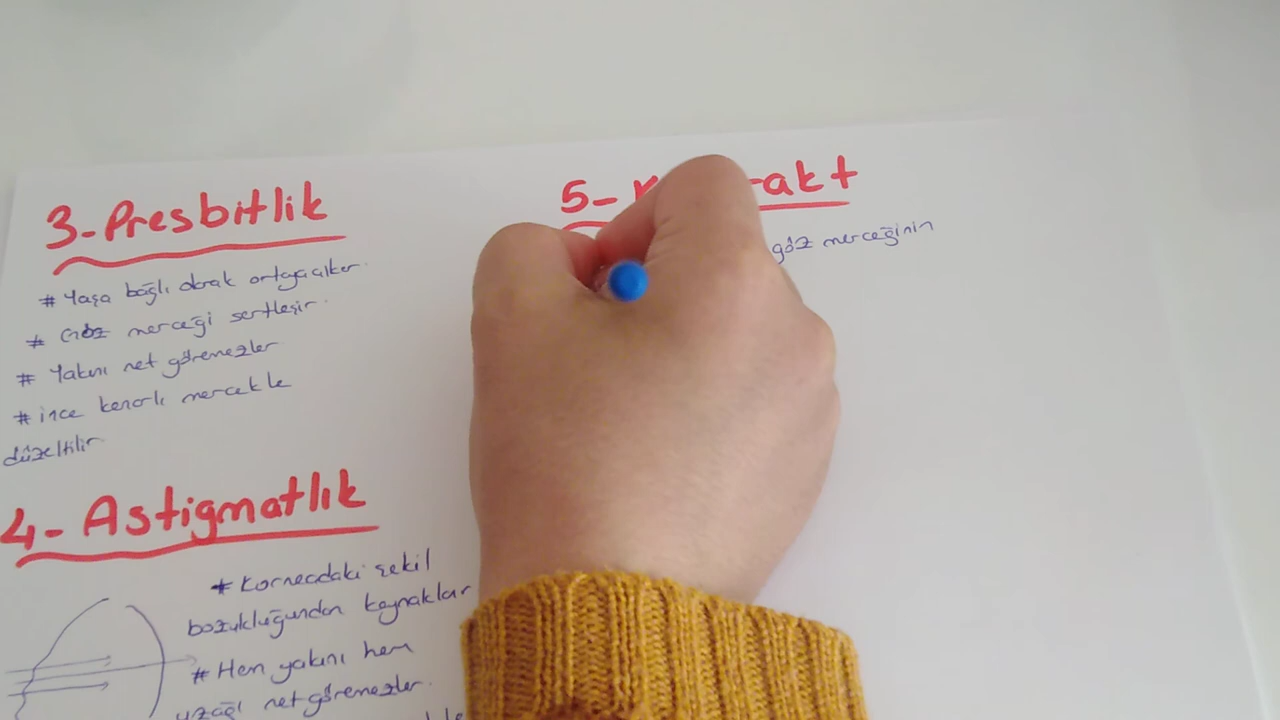 3-Presbitlik
# Yaşa bağlı olarak ortaya çıkar.
# Göz merceği sertleşir.
# Yakını net göremezler
# ince kenarlı mercekle
düzeltilir
4- Astigmatlık
# Korneadaki şekil
bozukluğundan kaynaklar
# Hem yakını hem
uzağı net göremezler.
5-
göz merceğinin